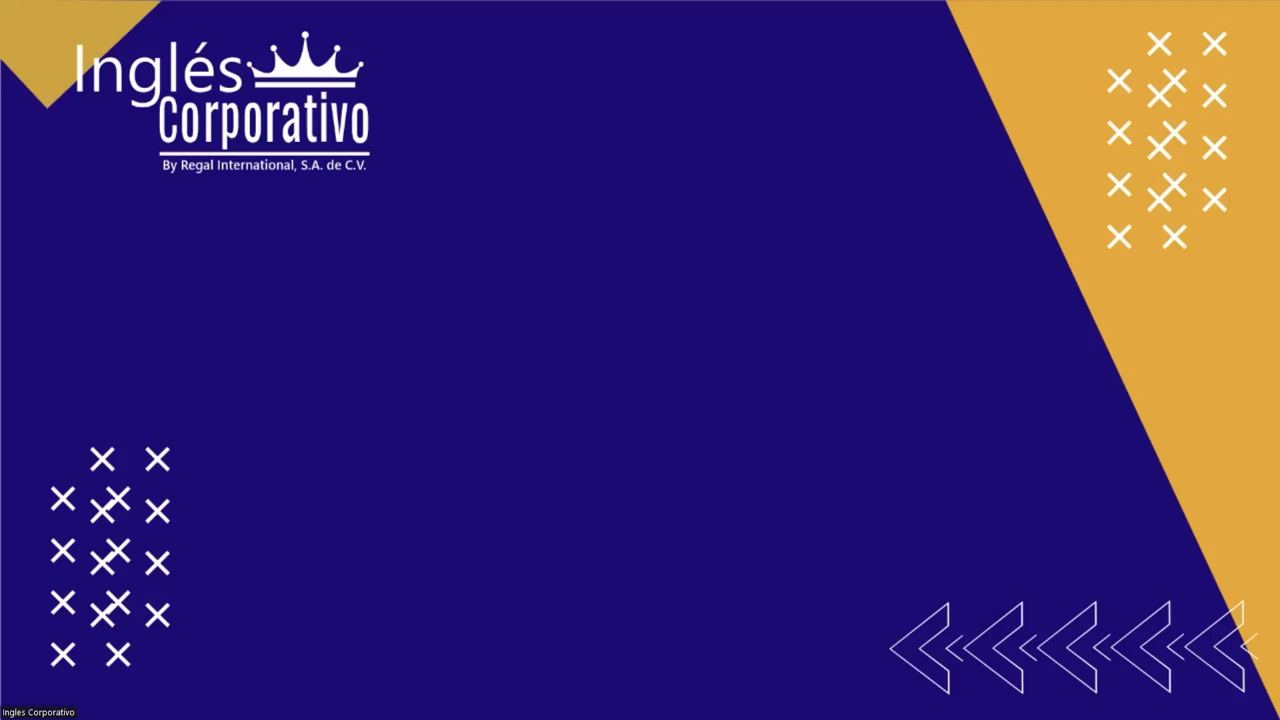 Inglés
Corporativo
By Regal International, S.A. de C.V.
Ingles Corporativo